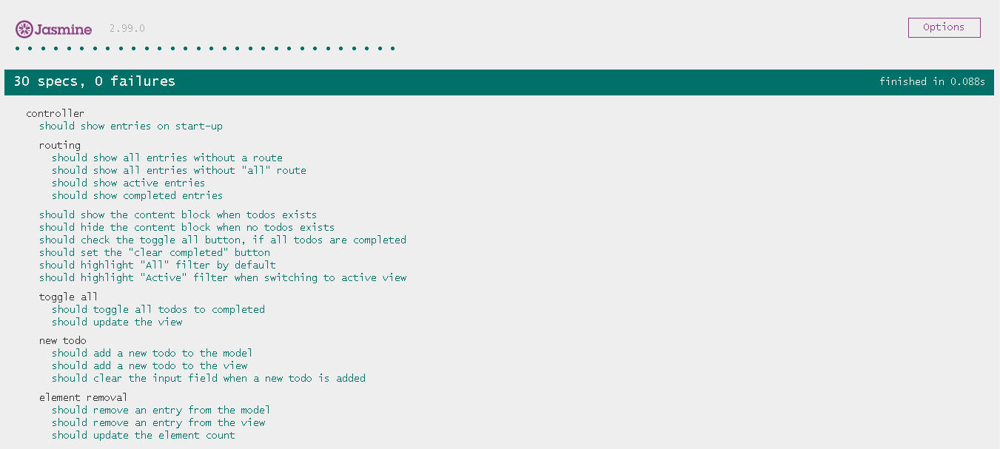 Jasmine 2.99.0 Options
30 specs, 0 failures finished in 0.088s
controller
should show entries on start-up
routing
should show all entries without a route
should show all entries without "all" route
should show active entries
should show completed entries
should show the content block when todos exists
should hide the content block when no todos exists
should check the toggle all button, if all todos are completed
should set the "clear completed" button
should highlight "All" filter by default
should highlight "Active" filter when switching to active view
toggle all
should toggle all todos to completed
should update the view
new todo
should add a new todo to the model
should add a new todo to the view
should clear the input field when a new todo is added
element removal
should remove an entry from the model
should remove an entry from the view
should update the element count